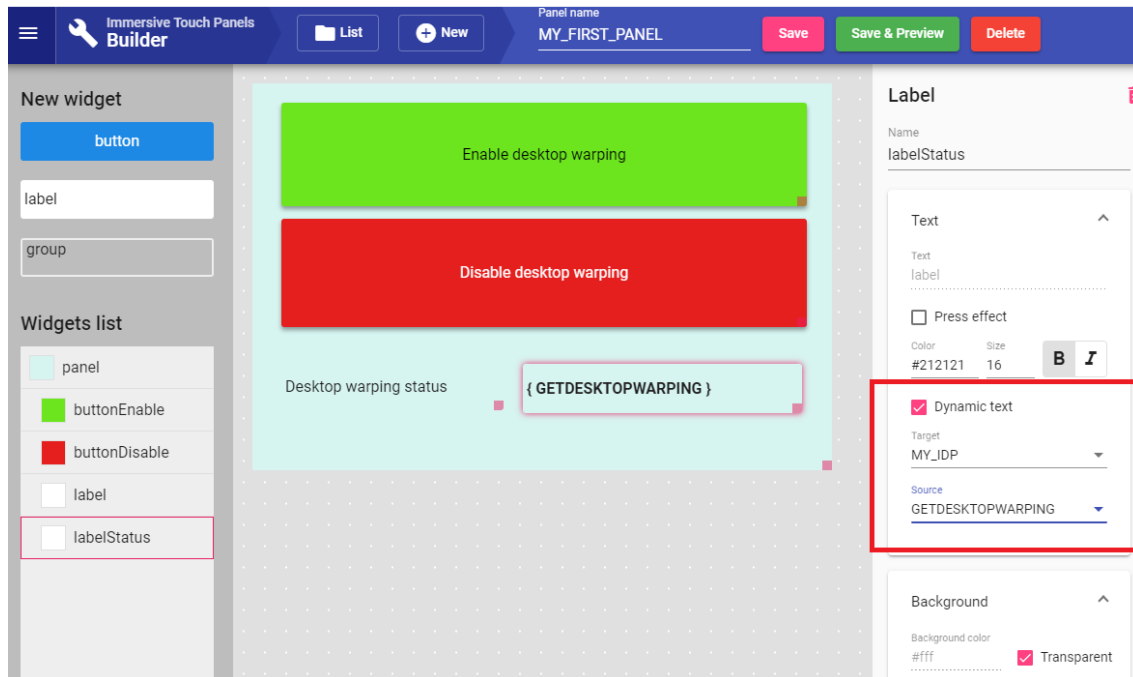 Immersive Touch Panels
Builder
List
New
Panel name
MY_FIRST_PANEL
Save
Save & Preview
Delete
New widget
button
label
group
Widgets list
panel
buttonEnable
buttonDisable
label
labelStatus
Enable desktop warping
Disable desktop warping
Desktop warping status
{ GETDESKTOPWARPING }
Label
Name
labelStatus
Text
Text
label
Press effect
Color Size
#212121 16 B I
Dynamic text
Target
MY_IDP
Source
GETDESKTOPWARPING
Background
Background color
#fff Transparent